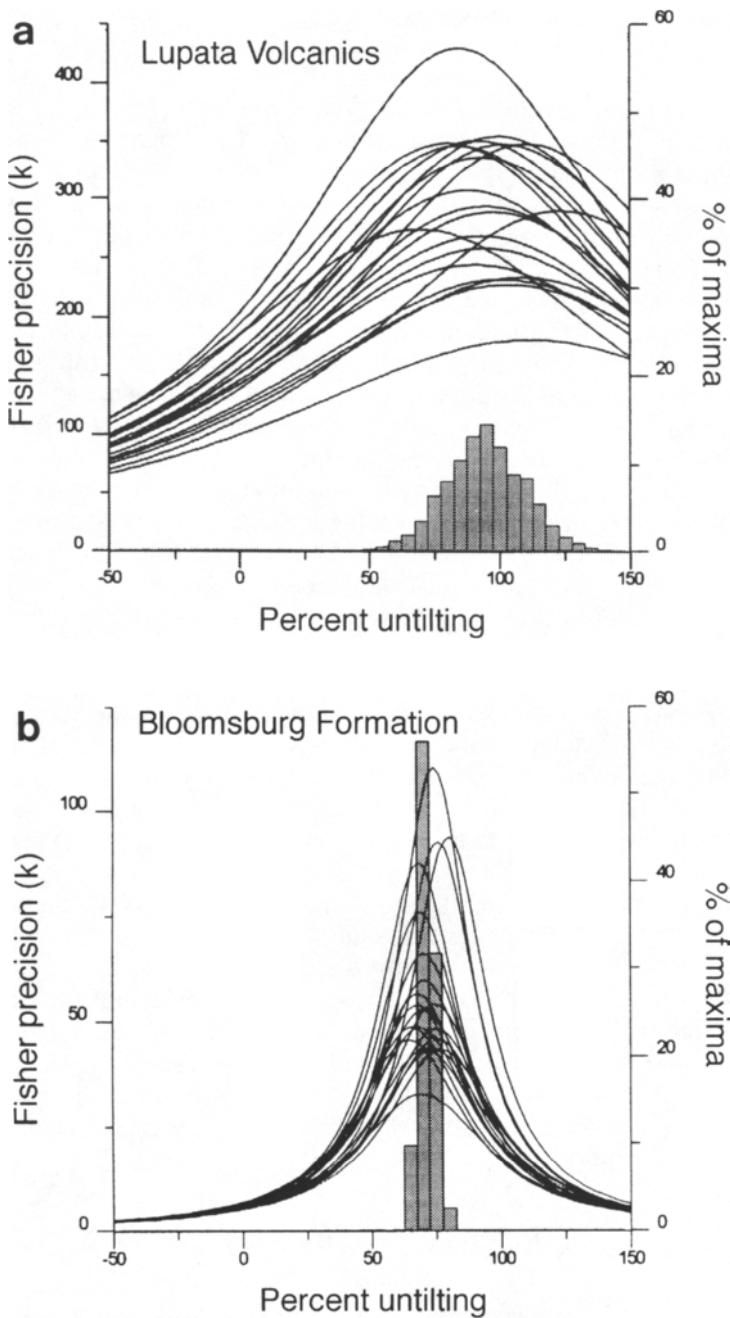 a
Lupata Volcanics
400
300
200
100
0
Fisher precision (k)
60
40
20
0
% of maxima
-50 0 50 100 150
Percent untilting
b
Bloomsburg Formation
100
50
0
Fisher precision (k)
60
40
20
0
% of maxima
-50 0 50 100 150
Percent untilting